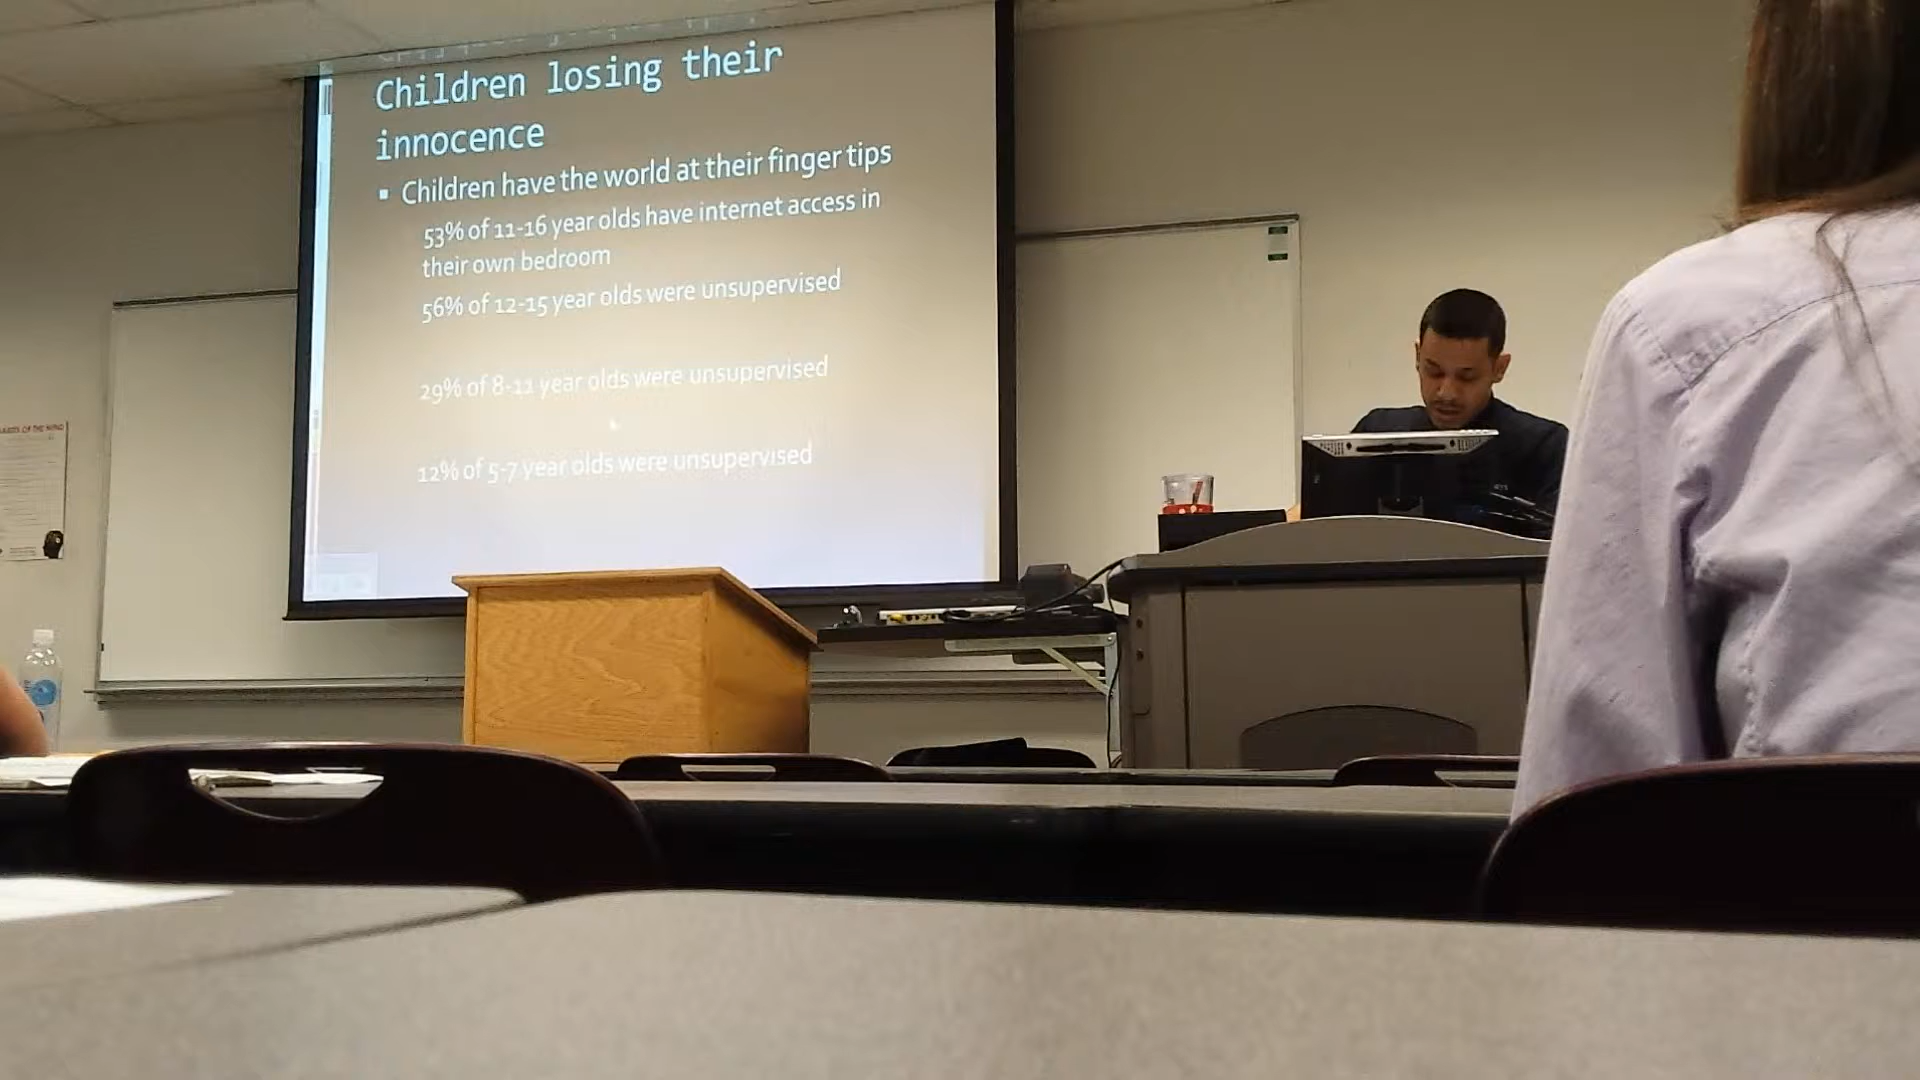 Children losing their
innocence
▪ Children have the world at their finger tips
53% of 11-16 year olds have internet access in
their own bedroom
56% of 12-15 year olds were unsupervised
29% of 8-11 year olds were unsupervised
12% of 5-7 year olds were unsupervised